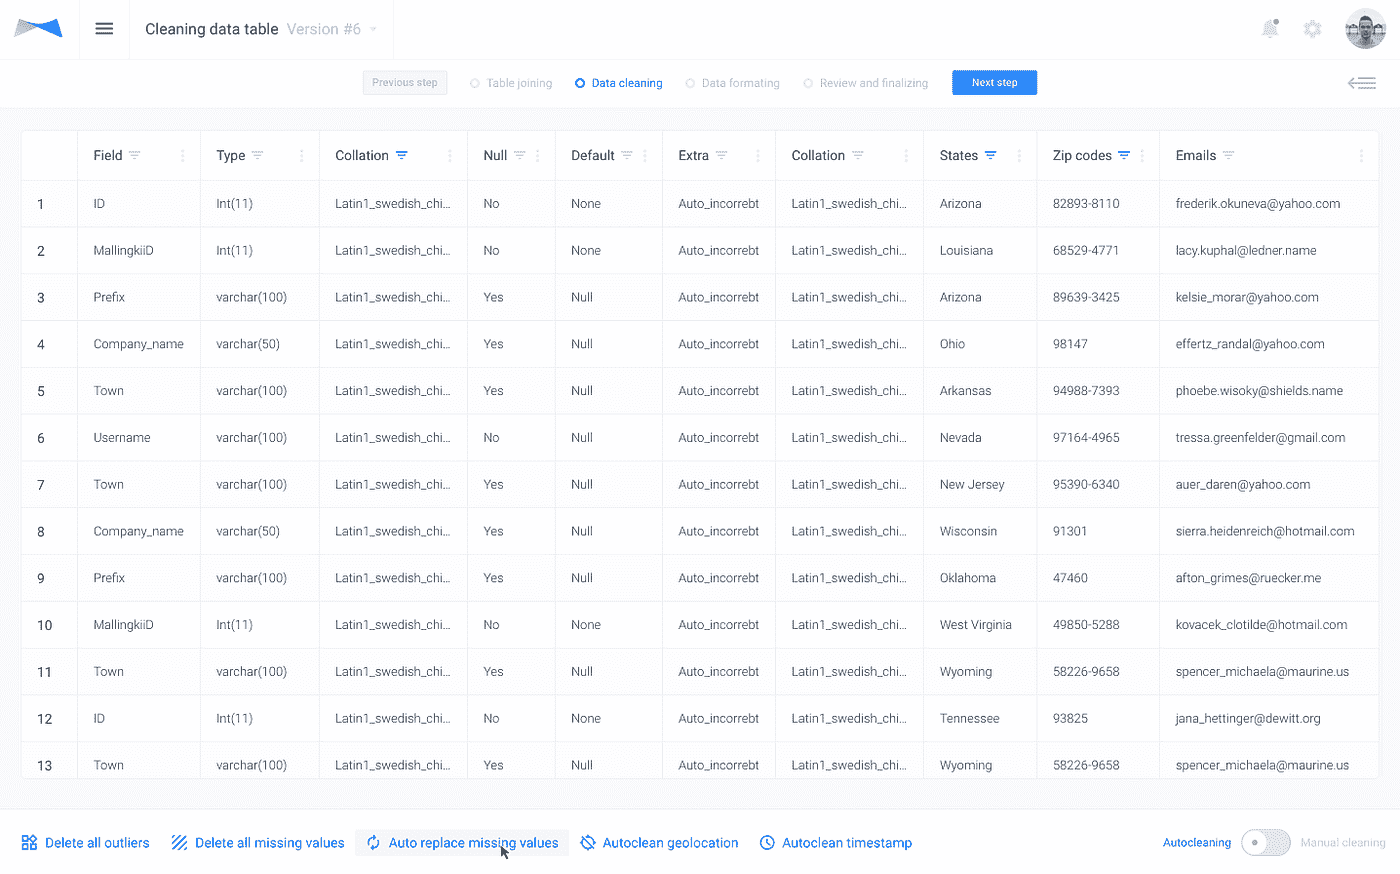 Cleaning data table Version #6
Previous step Table joining Data cleaning Data formating Review and finalizing Next step
Field Type Collation Null Default Extra Collation States Zip codes Emails
1 ID Int(11) Latin1_swedish_chi... No None Auto_incorrebt Latin1_swedish_chi... Arizona 82893-8110 frederik.okuneva@yahoo.com
2 MallingkiiD Int(11) Latin1_swedish_chi... No None Auto_incorrebt Latin1_swedish_chi... Louisiana 68529-4771 lacy.kuphal@ledner.name
3 Prefix varchar(100) Latin1_swedish_chi... Yes Null Auto_incorrebt Latin1_swedish_chi... Arizona 89639-3425 kelsie_morar@yahoo.com
4 Company_name varchar(50) Latin1_swedish_chi... Yes Null Auto_incorrebt Latin1_swedish_chi... Ohio 98147 effertz_randal@yahoo.com
5 Town varchar(100) Latin1_swedish_chi... Yes Null Auto_incorrebt Latin1_swedish_chi... Arkansas 94988-7393 phoebe.wisoky@shields.name
6 Username varchar(100) Latin1_swedish_chi... No Null Auto_incorrebt Latin1_swedish_chi... Nevada 97164-4965 tressa.greenfelder@gmail.com
7 Town varchar(100) Latin1_swedish_chi... Yes Null Auto_incorrebt Latin1_swedish_chi... New Jersey 95390-6340 auer_daren@yahoo.com
8 Company_name varchar(50) Latin1_swedish_chi... Yes Null Auto_incorrebt Latin1_swedish_chi... Wisconsin 91301 sierra.heidenreich@hotmail.com
9 Prefix varchar(100) Latin1_swedish_chi... Yes Null Auto_incorrebt Latin1_swedish_chi... Oklahoma 47460 afton_grimes@ruecker.me
10 MallingkiiD Int(11) Latin1_swedish_chi... No None Auto_incorrebt Latin1_swedish_chi... West Virginia 49850-5288 kovacek_clotilde@hotmail.com
11 Town varchar(100) Latin1_swedish_chi... Yes Null Auto_incorrebt Latin1_swedish_chi... Wyoming 58226-9658 spencer_michaela@maurine.us
12 ID Int(11) Latin1_swedish_chi... No None Auto_incorrebt Latin1_swedish_chi... Tennessee 93825 jana_hettinger@dewitt.org
13 Town varchar(100) Latin1_swedish_chi... Yes Null Auto_incorrebt Latin1_swedish_chi... Wyoming 58226-9658 spencer_michaela@maurine.us
Delete all outliers Delete all missing values Auto replace missing values Autoclean geolocation Autoclean timestamp Autocleaning Manual cleaning